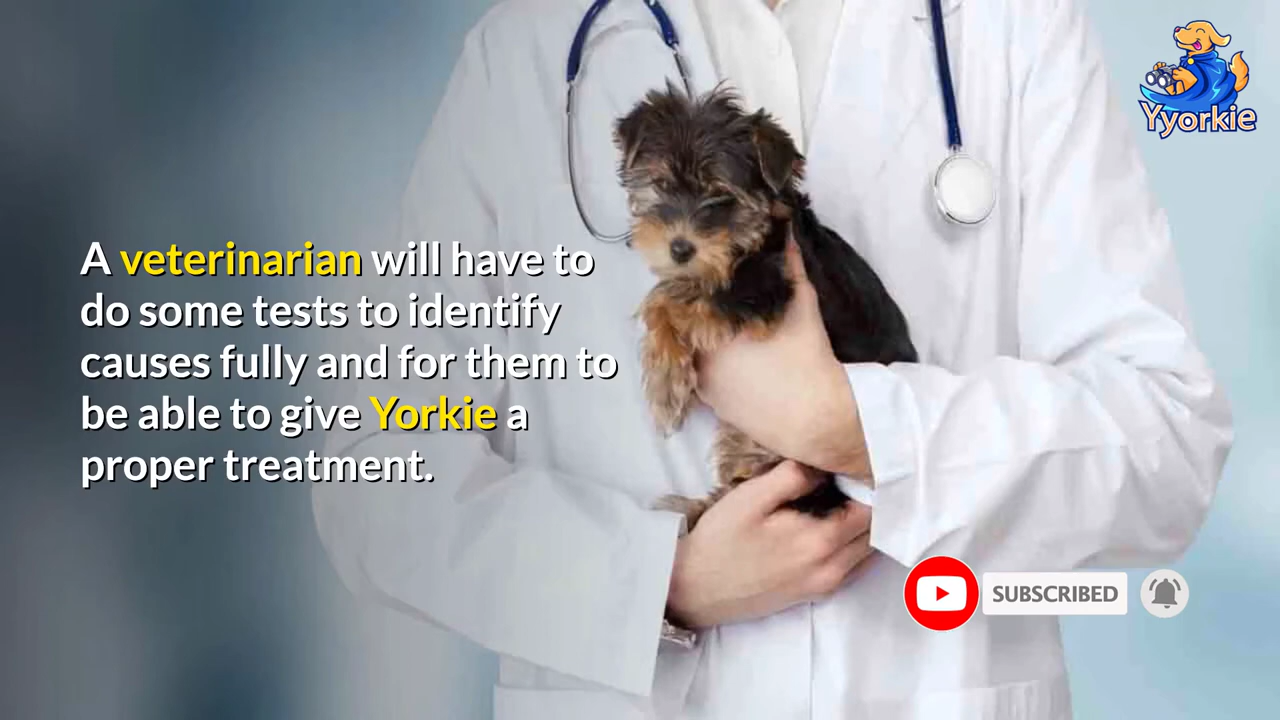 Yyorkie
A veterinarian will have to
do some tests to identify
causes fully and for them to
be able to give Yorkie a
proper treatment.
SUBSCRIBED